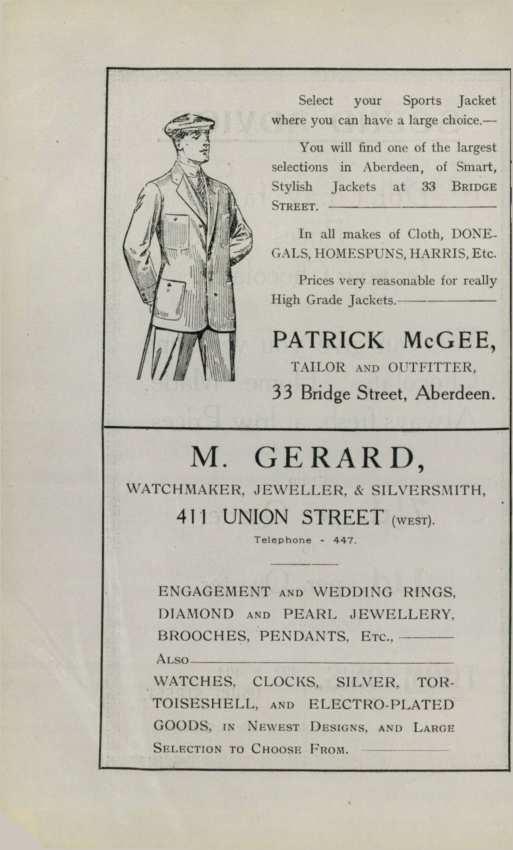 Select your Sports Jacket
where you can have a large choice.—
You will find one of the largest
selections in Aberdeen, of Smart,
Stylish Jackets at 33 BRIDGE
STREET. —
In all makes of Cloth, DONE-
GALS, HOMESPUNS, HARRIS, Etc.
Prices very reasonable for really
High Grade Jackets.—
PATRICK McGEE,
TAILOR AND OUTFITTER,
33 Bridge Street, Aberdeen.
M. GERARD,
WATCHMAKER, JEWELLER, & SILVERSMITH,
411 UNION STREET (WEST).
Telephone - 447.
ENGAGEMENT AND WEDDING RINGS,
DIAMOND AND PEARL JEWELLERY,
BROOCHES, PENDANTS, ETC., —
ALSO—
WATCHES, CLOCKS, SILVER, TOR-
TOISESHELL, AND ELECTRO-PLATED
GOODS, IN NEWEST DESIGNS, AND LARGE
SELECTION TO CHOOSE FROM. —